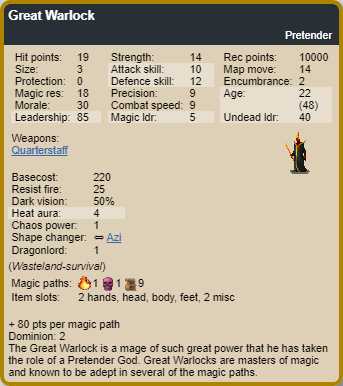 Great Warlock
Pretender
Hit points: 19 Strength: 14 Rec points: 10000
Size: 3 Attack skill: 10 Map move: 14
Protection: 0 Defence skill: 12 Encumbrance: 2
Magic res: 18 Precision: 9 Age: 22
Morale: 30 Combat speed: 9 (48)
Leadership: 85 Magic ldr: 5 Undead ldr: 40
Weapons:
Quarterstaff
Basecost: 220
Resist fire: 25
Dark vision: 50%
Heat aura: 4
Chaos power: 1
Shape changer: ⇔ Azi
Dragonlord: 1
(Wasteland-survival)
Magic paths: 1 1 9
Item slots: 2 hands, head, body, feet, 2 misc
+ 80 pts per magic path
Dominion: 2
The Great Warlock is a mage of such great power that he has taken
the role of a Pretender God. Great Warlocks are masters of magic
and known to be adept in several of the magic paths.